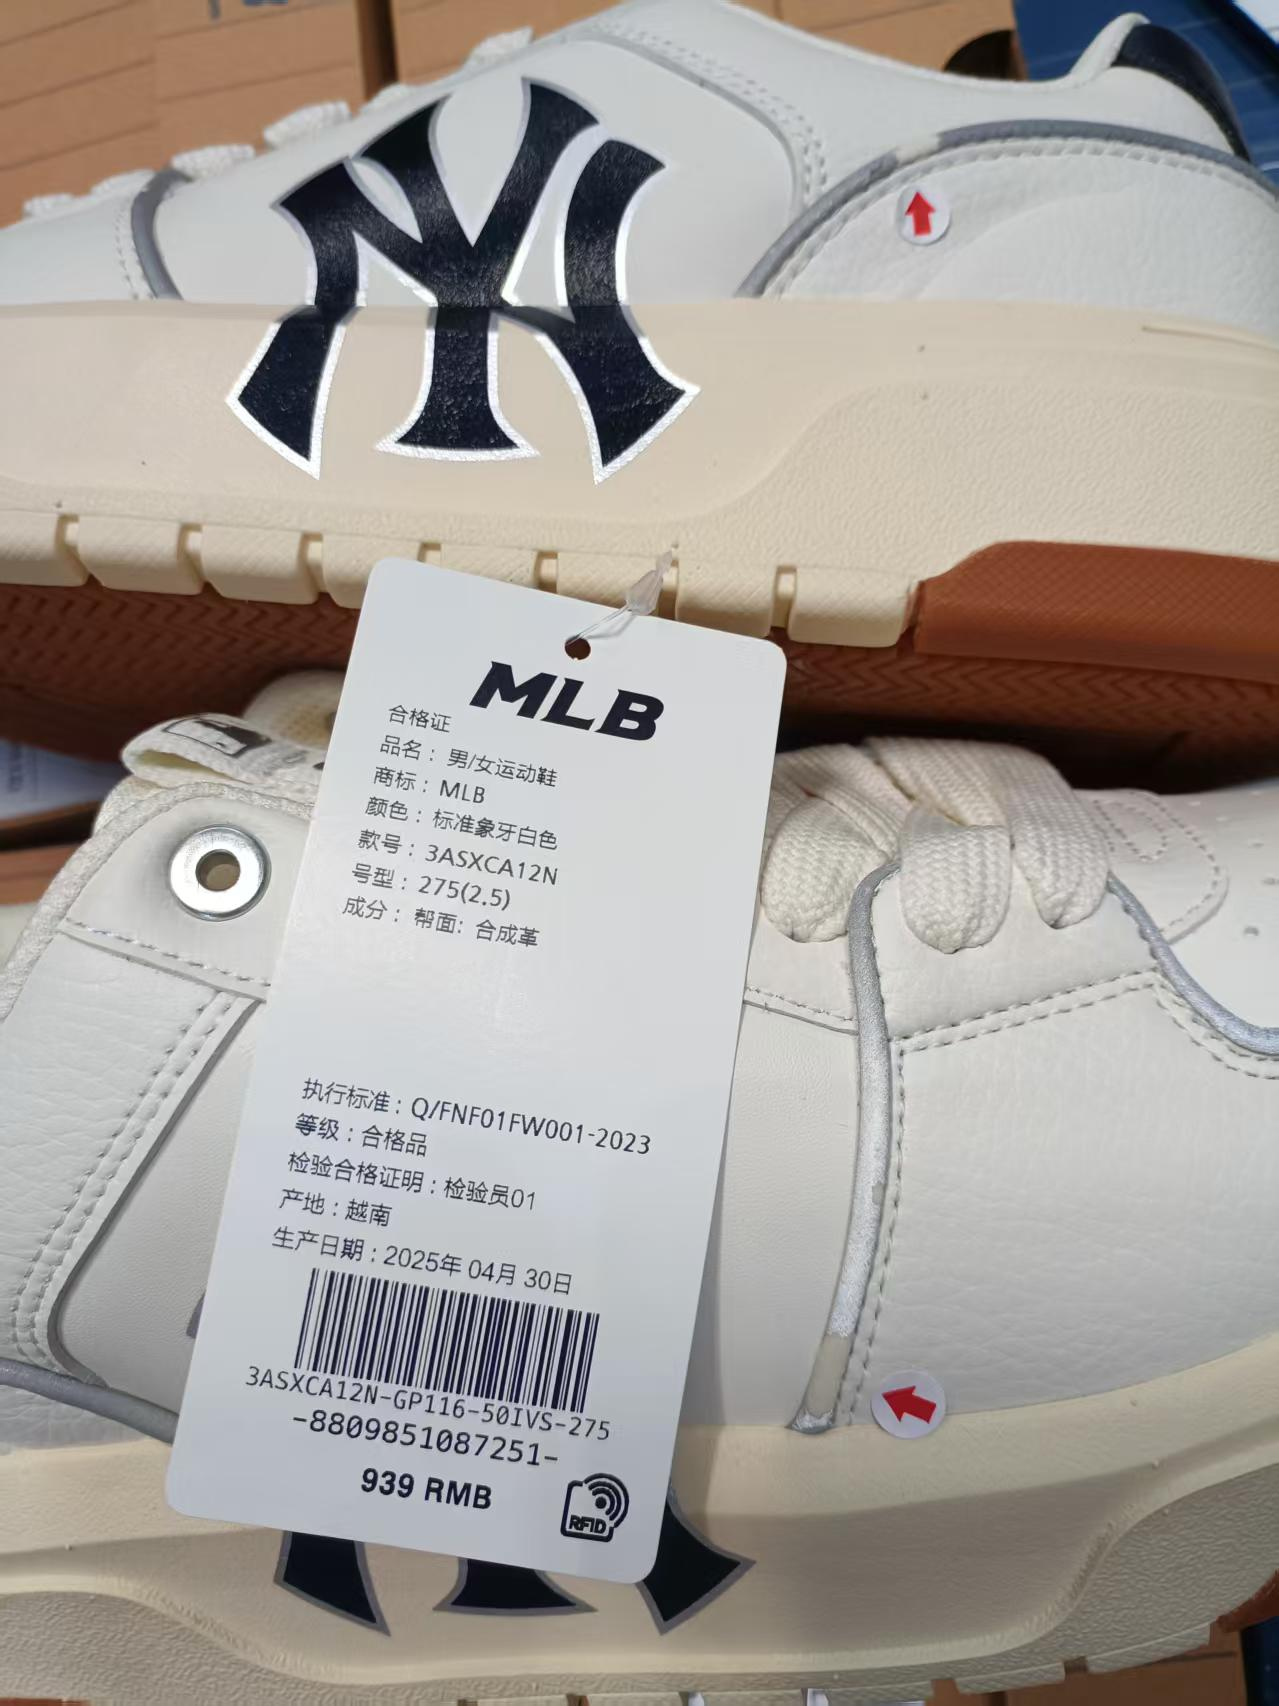 NY
MLB
合格证
品名：男/女运动鞋
商标：MLB
颜色：标准象牙白色
款号：3ASXCA12N
号型：275(2.5)
成分：帮面: 合成革
执行标准：Q/FNF01FW001-2023
等级：合格品
检验合格证明：检验员01
产地：越南
生产日期：2025年 04月 30日
3ASXCA12N-GP116-50IVS-275
-8809851087251-
939 RMB
RFID